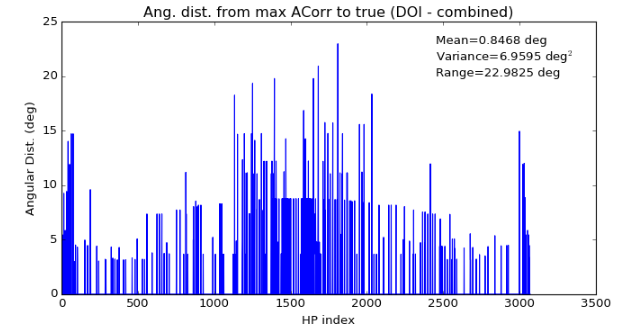 Ang. dist. from max ACorr to true (DOI - combined)
Mean=0.8468 deg
Variance=6.9595 deg²
Range=22.9825 deg
Angular Dist. (deg)
25
20
15
10
5
0
0 500 1000 1500 2000 2500 3000 3500
HP index